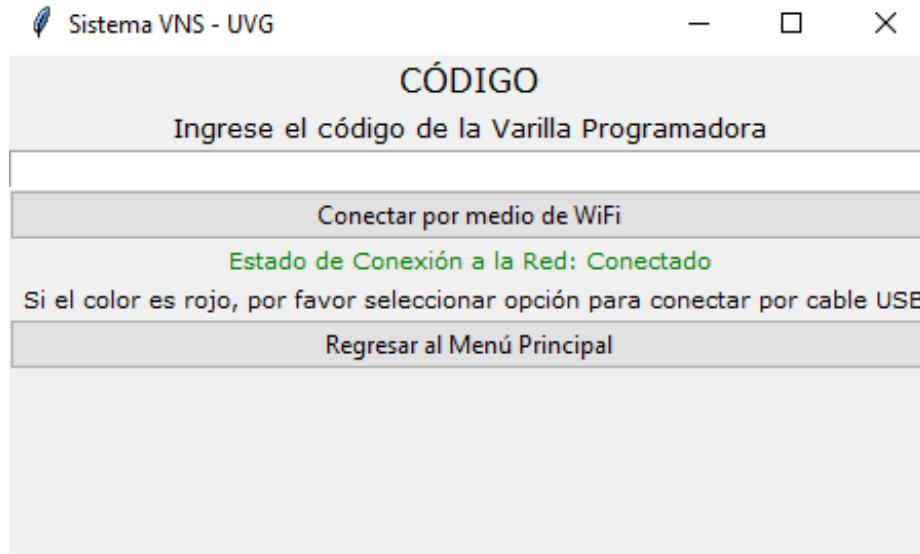 Sistema VNS - UVG
CÓDIGO
Ingrese el código de la Varilla Programadora
Conectar por medio de WiFi
Estado de Conexión a la Red: Conectado
Si el color es rojo, por favor seleccionar opción para conectar por cable USB
Regresar al Menú Principal